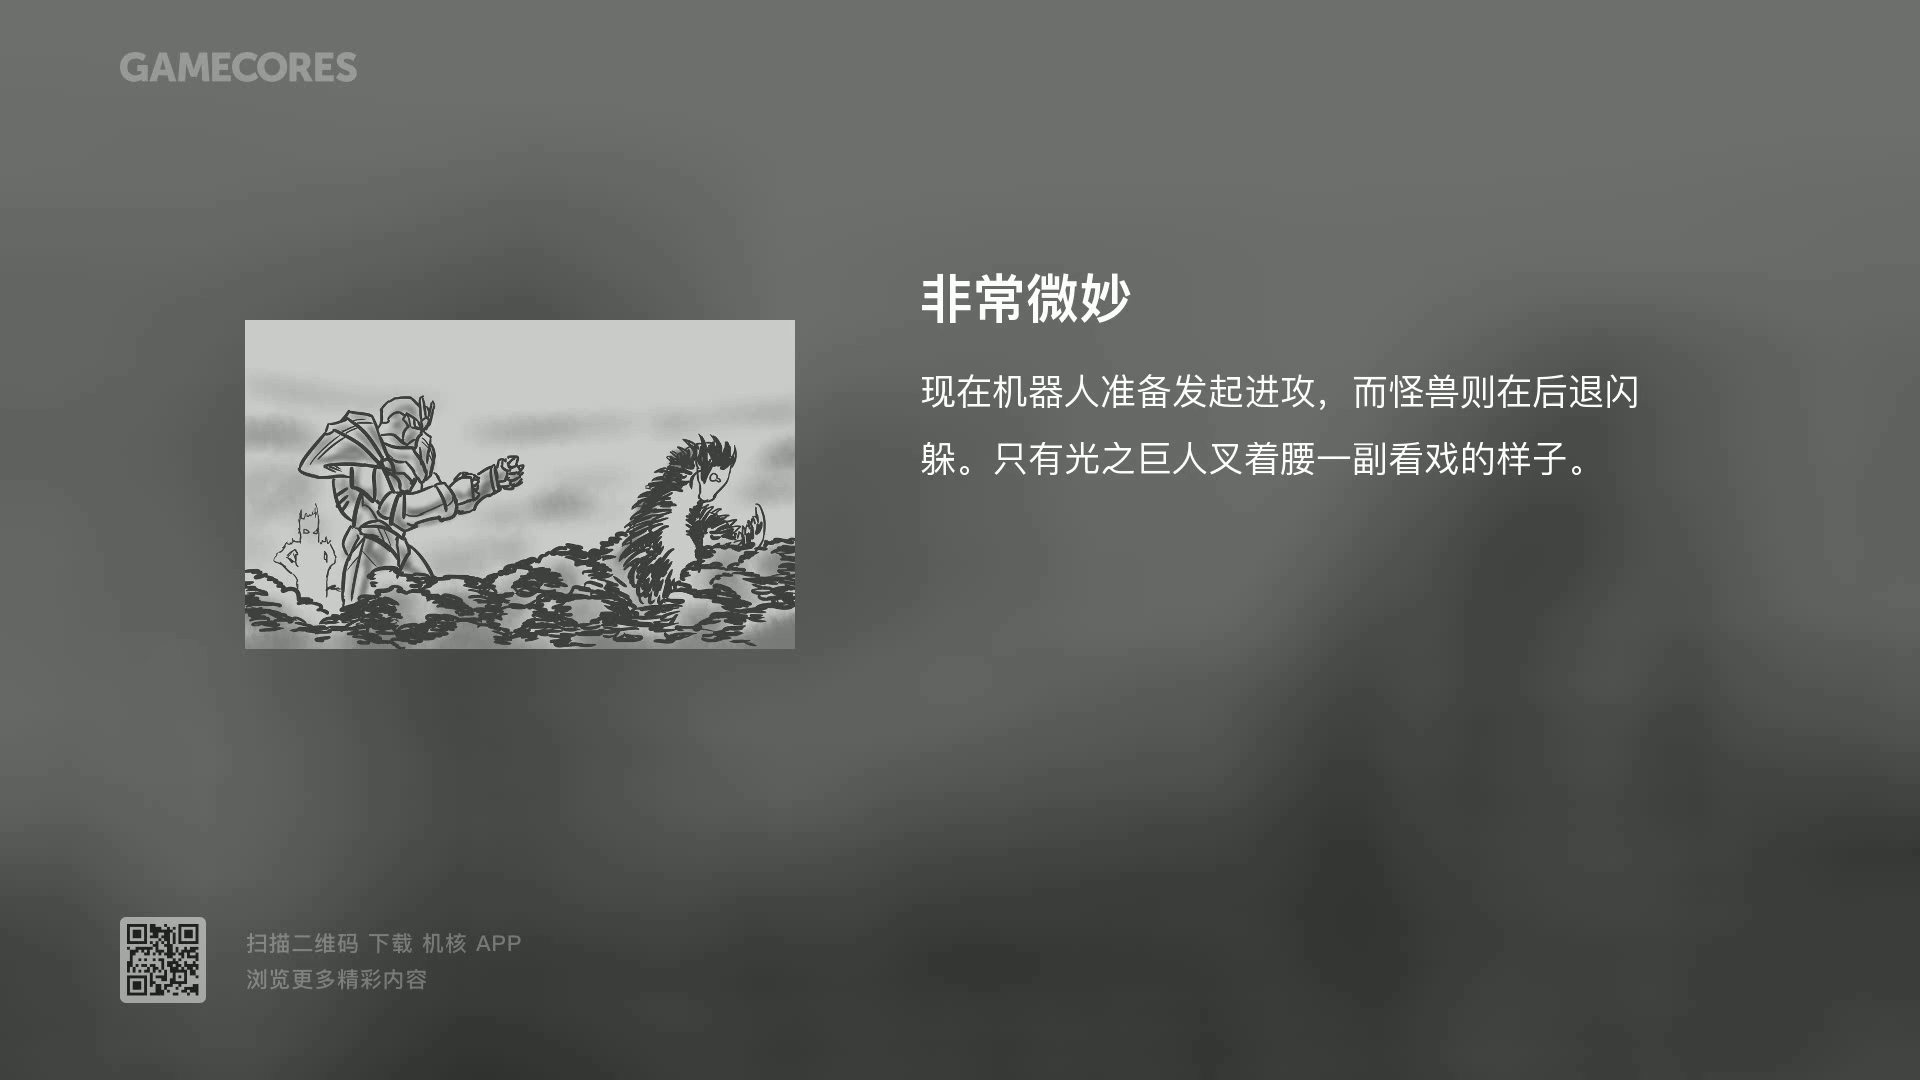 GAMECORES
非常微妙
现在机器人准备发起进攻，而怪兽则在后退闪
躲。只有光之巨人叉着腰一副看戏的样子。
扫描二维码 下载 机核 APP
浏览更多精彩内容